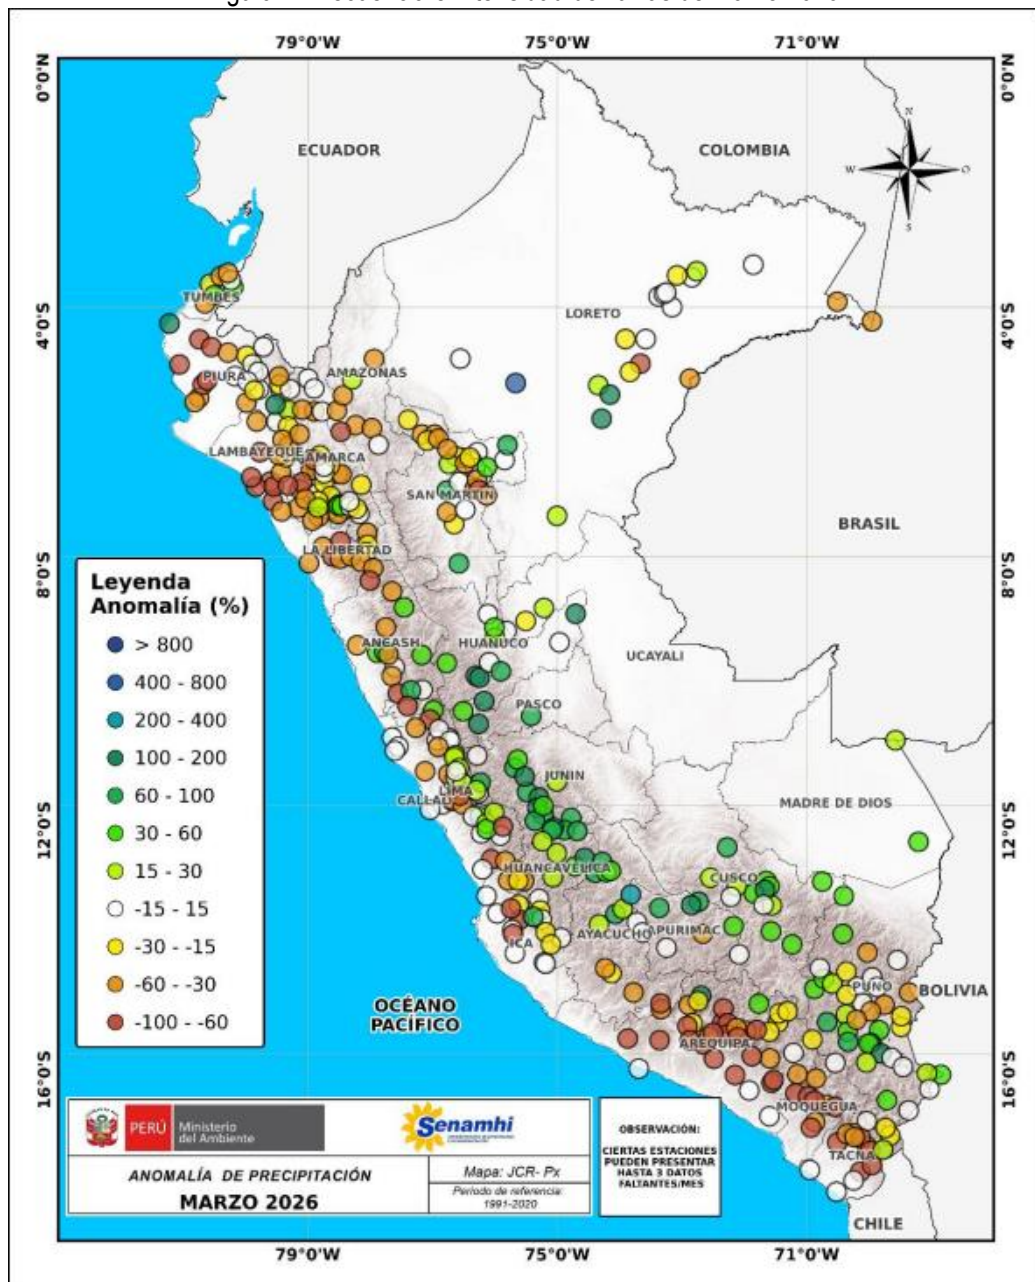 79°0'W 75°0'W 71°0'W
0°0'N 0°0'N
ECUADOR
COLOMBIA
N
W O
S
TUMBES
4°0'S 4°0'S
LORETO
PIURA
AMAZONAS
LAMBAYEQUE
CAJAMARCA
SAN MARTIN
BRASIL
LA LIBERTAD
8°0'S 8°0'S
Leyenda
Anomalía (%)
> 800
400 - 800
200 - 400
100 - 200
60 - 100
30 - 60
15 - 30
-15 - 15
-30 - -15
-60 - -30
-100 - -60
ANCASH
HUANUCO
UCAYALI
PASCO
JUNIN
LIMA
CALLAO
MADRE DE DIOS
12°0'S 12°0'S
HUANCAVELICA
CUSCO
ICA
AYACUCHO
APURIMAC
PUNO
BOLIVIA
OCÉANO
PACÍFICO
AREQUIPA
16°0'S 16°0'S
MOQUEGUA
TACNA
CHILE
PERÚ
Ministerio
del Ambiente
Senamhi
ANOMALÍA DE PRECIPITACIÓN
MARZO 2026
Mapa: JCR- Px
Periodo de referencia:
1991-2020
OBSERVACIÓN:
CIERTAS ESTACIONES
PUEDEN PRESENTAR
HASTA 3 DATOS
FALTANTES/MES
79°0'W 75°0'W 71°0'W